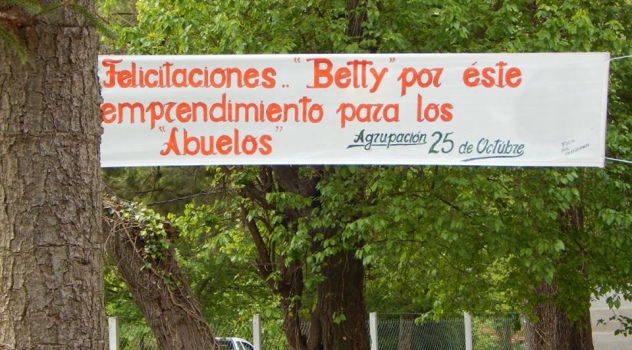 Felicitaciones.. "Betty" por éste
emprendimiento para los
"Abuelos"
Agrupación 25 de Octubre